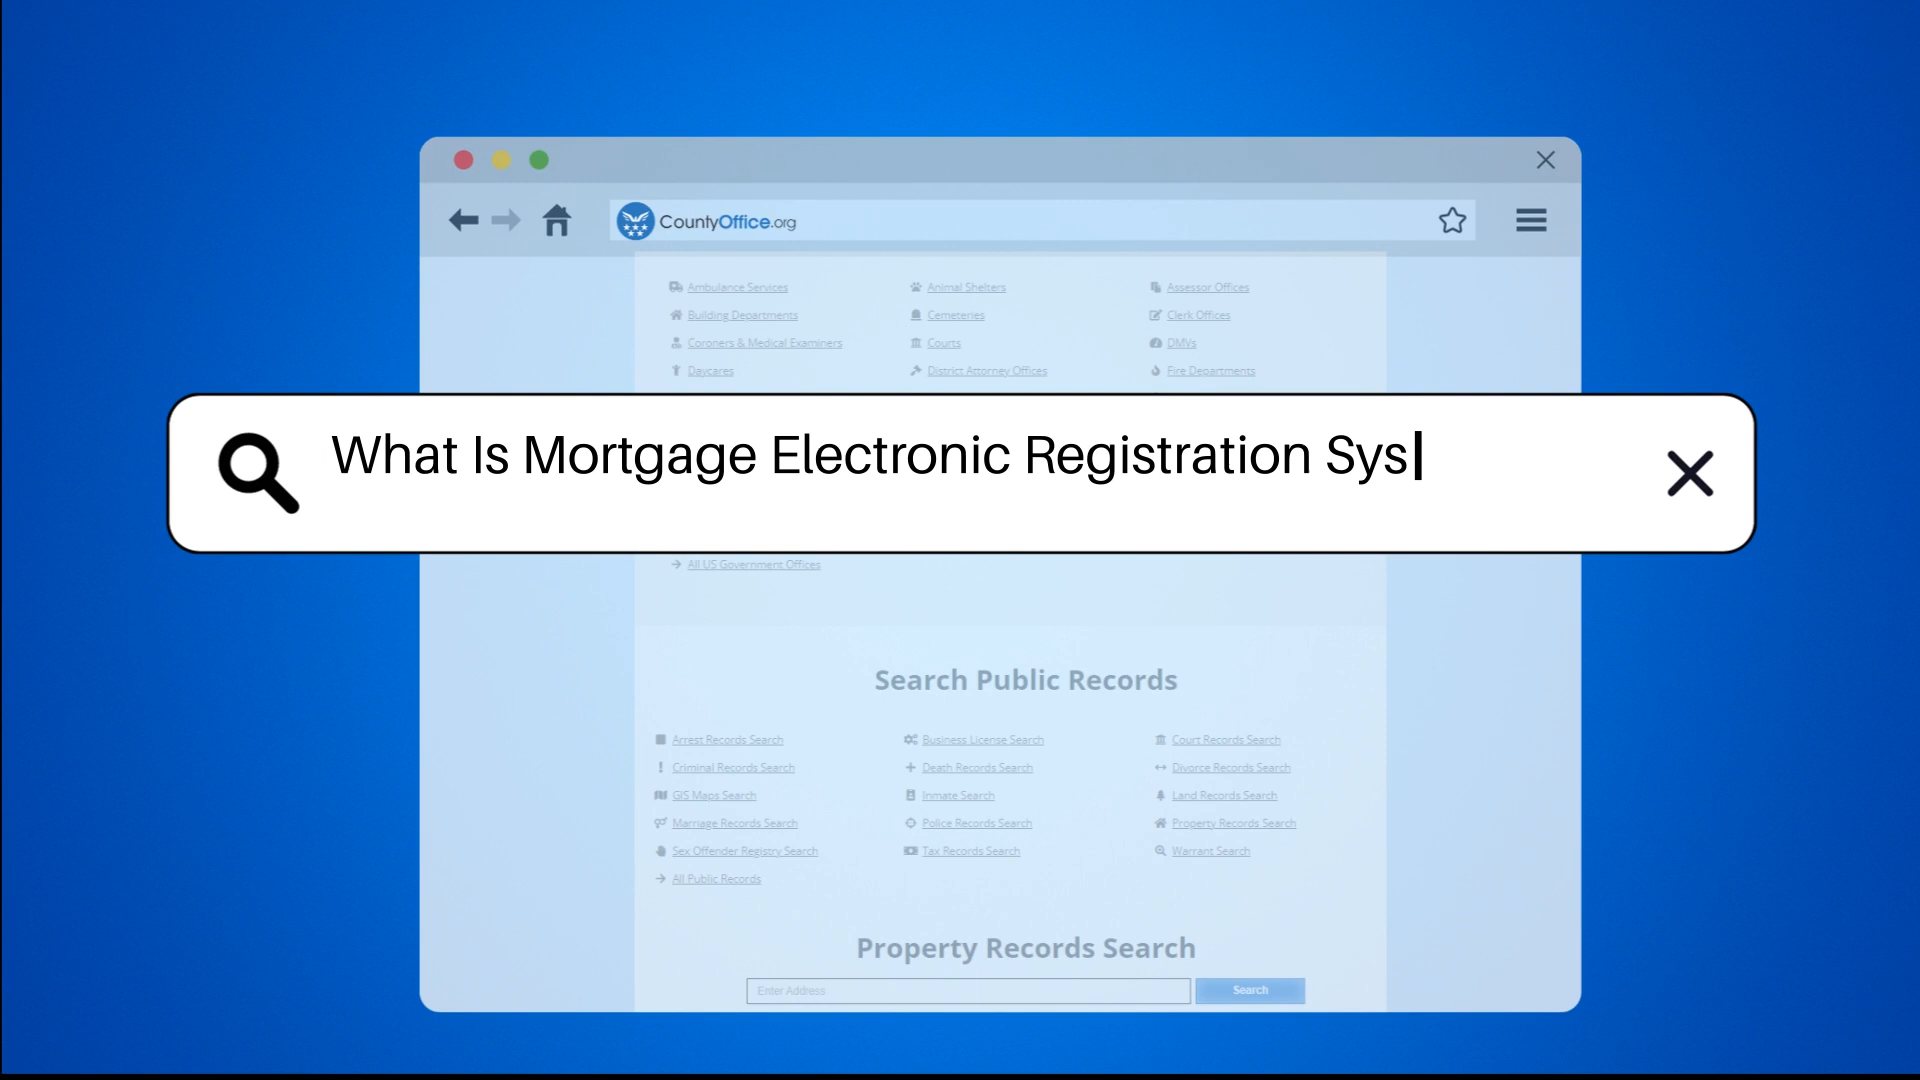 CountyOffice.org
Ambulance Services Animal Shelters Assessor Offices
Building Departments Cemeteries Clerk Offices
Coroners & Medical Examiners Courts DMVs
Daycares District Attorney Offices Fire Departments
What Is Mortgage Electronic Registration Sys
All US Government Offices
Search Public Records
Arrest Records Search Business License Search Court Records Search
Criminal Records Search Death Records Search Divorce Records Search
GIS Maps Search Inmate Search Land Records Search
Marriage Records Search Police Records Search Property Records Search
Sex Offender Registry Search Tax Records Search Warrant Search
All Public Records
Property Records Search
Enter Address Search